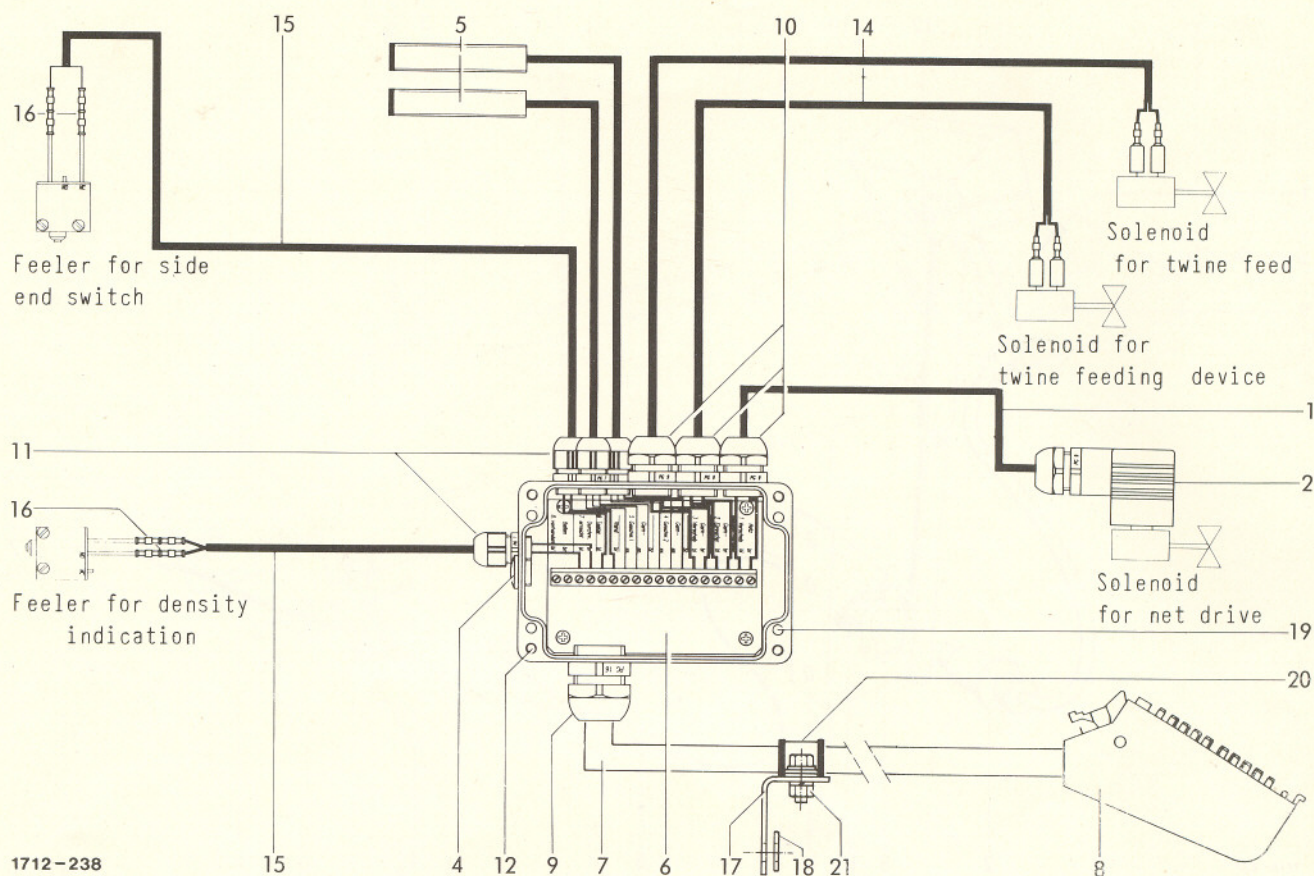 15
5
10
14
16
Feeler for side
end switch
Solenoid
for twine feed
Solenoid for
twine feeding device
1
11
2
16
Feeler for density
indication
Solenoid
for net drive
19
PG 16
20
1712-238
15
4
12
9
7
6
17
18
21
8